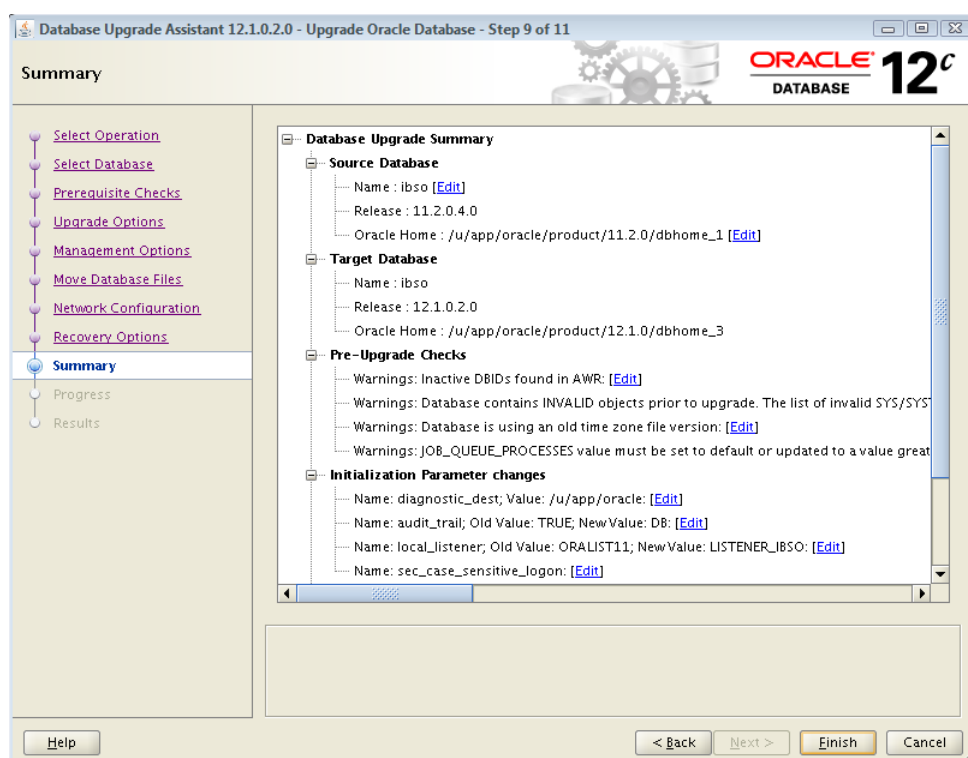 Database Upgrade Assistant 12.1.0.2.0 - Upgrade Oracle Database - Step 9 of 11
Summary
ORACLE
DATABASE
12c
Select Operation
Select Database
Prerequisite Checks
Upgrade Options
Management Options
Move Database Files
Network Configuration
Recovery Options
Summary
Progress
Results
Database Upgrade Summary
Source Database
Name : ibso [Edit]
Release : 11.2.0.4.0
Oracle Home : /u/app/oracle/product/11.2.0/dbhome_1 [Edit]
Target Database
Name : ibso
Release : 12.1.0.2.0
Oracle Home : /u/app/oracle/product/12.1.0/dbhome_3
Pre-Upgrade Checks
Warnings: Inactive DBIDs found in AWR: [Edit]
Warnings: Database contains INVALID objects prior to upgrade. The list of invalid SYS/SYST
Warnings: Database is using an old time zone file version: [Edit]
Warnings: JOB_QUEUE_PROCESSES value must be set to default or updated to a value great
Initialization Parameter changes
Name: diagnostic_dest; Value: /u/app/oracle: [Edit]
Name: audit_trail; Old Value: TRUE; New Value: DB: [Edit]
Name: local_listener; Old Value: ORALIST11; New Value: LISTENER_IBSO: [Edit]
Name: sec_case_sensitive_logon: [Edit]
Help
< Back
Next >
Finish
Cancel